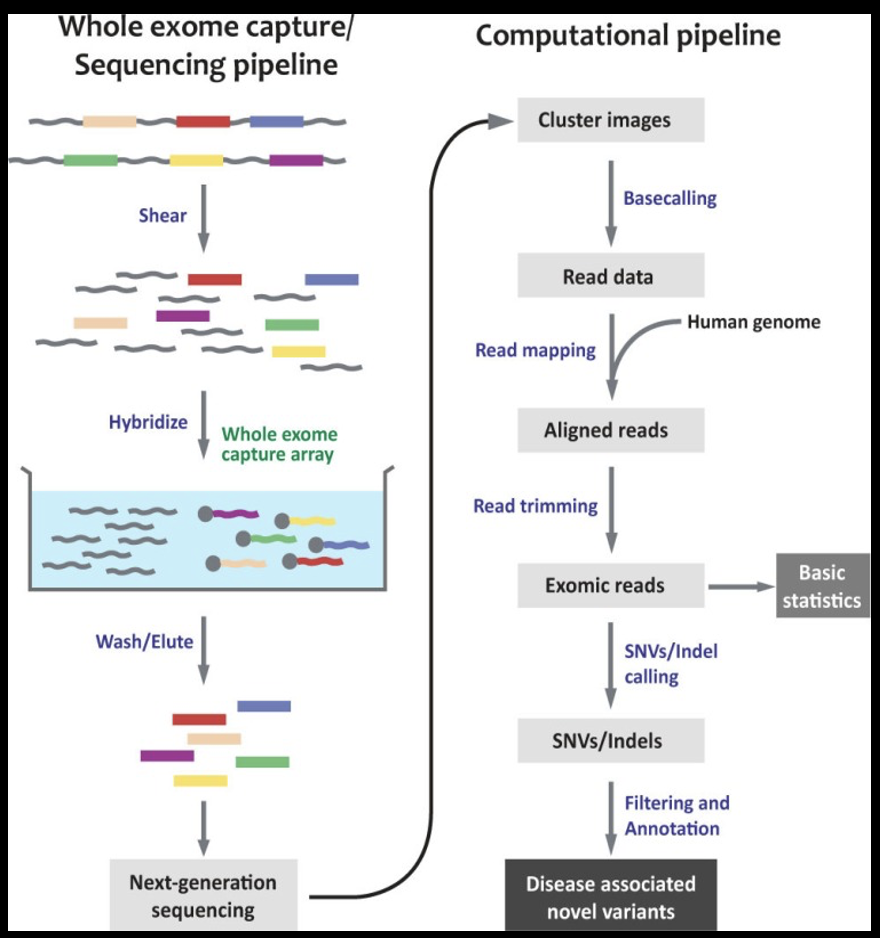 Whole exome capture/
Sequencing pipeline
Shear
Hybridize
Whole exome
capture array
Wash/Elute
Next-generation
sequencing
Computational pipeline
Cluster images
Basecalling
Read data
Read mapping
Human genome
Aligned reads
Read trimming
Exomic reads
Basic
statistics
SNVs/Indel
calling
SNVs/Indels
Filtering and
Annotation
Disease associated
novel variants